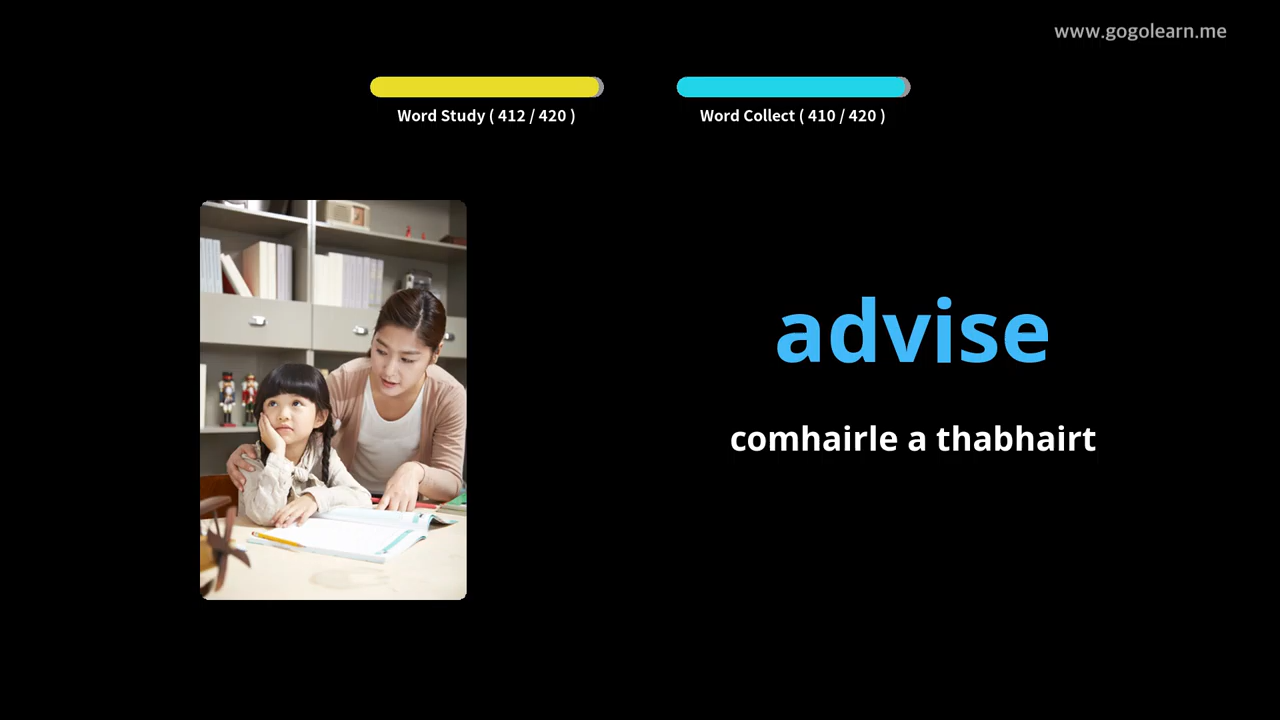 www.gogolearn.me
Word Study ( 412 / 420 )
Word Collect ( 410 / 420 )
advise
comhairle a thabhairt